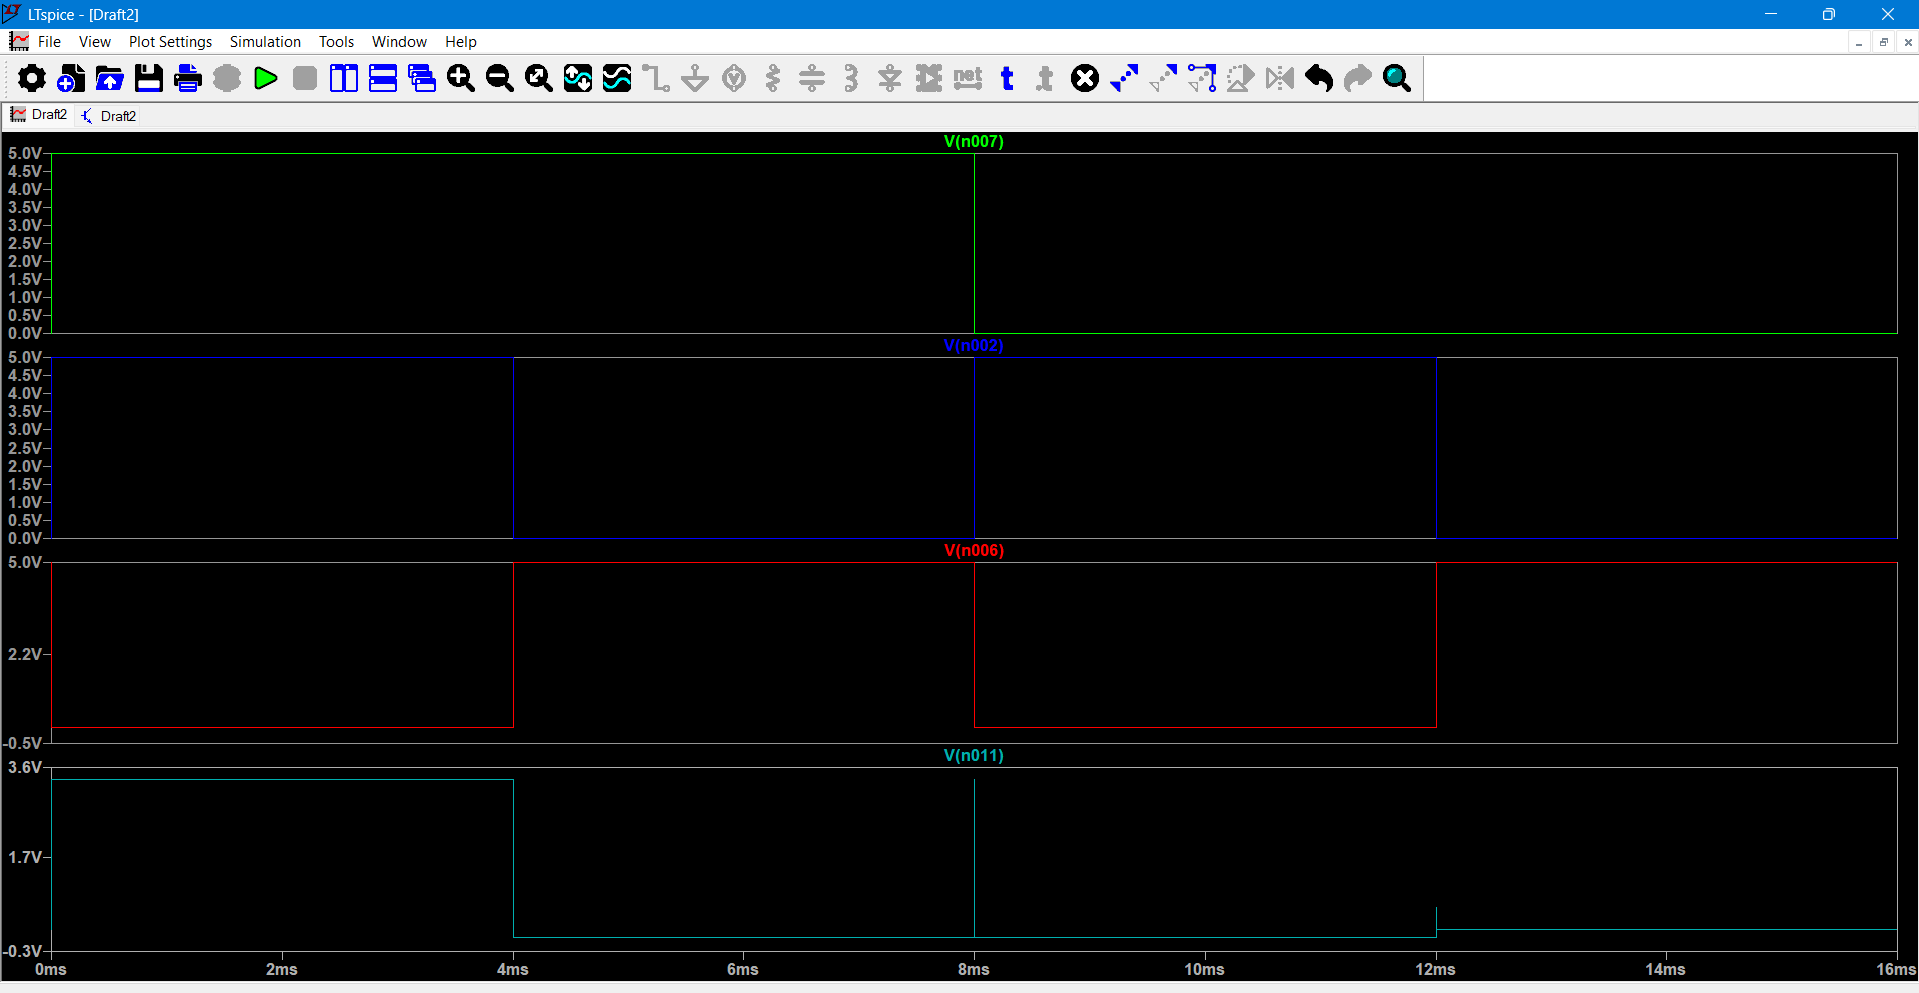 LTspice - [Draft2]
File View Plot Settings Simulation Tools Window Help
net t t
Draft2 Draft2
V(n007)
5.0V
4.5V
4.0V
3.5V
3.0V
2.5V
2.0V
1.5V
1.0V
0.5V
0.0V
V(n002)
5.0V
4.5V
4.0V
3.5V
3.0V
2.5V
2.0V
1.5V
1.0V
0.5V
0.0V
V(n006)
5.0V
2.2V
-0.5V
V(n011)
3.6V
1.7V
-0.3V
0ms 2ms 4ms 6ms 8ms 10ms 12ms 14ms 16ms